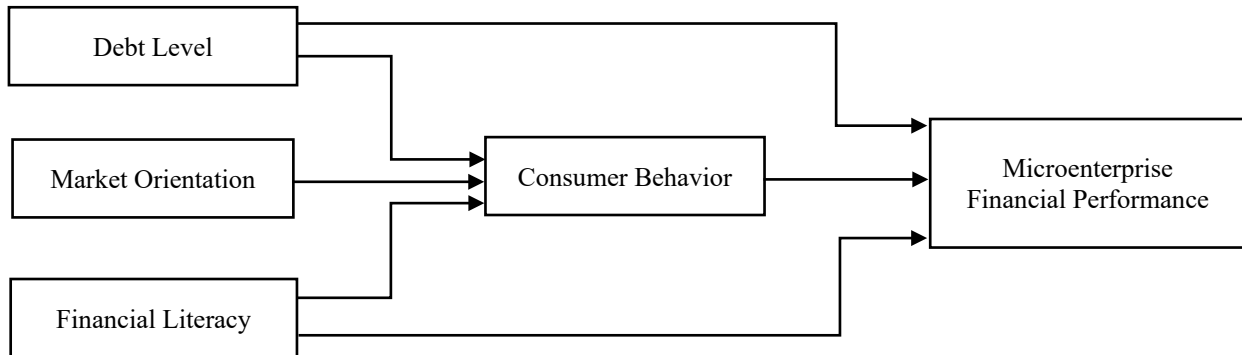 Debt Level
Market Orientation
Consumer Behavior
Microenterprise
Financial Performance
Financial Literacy